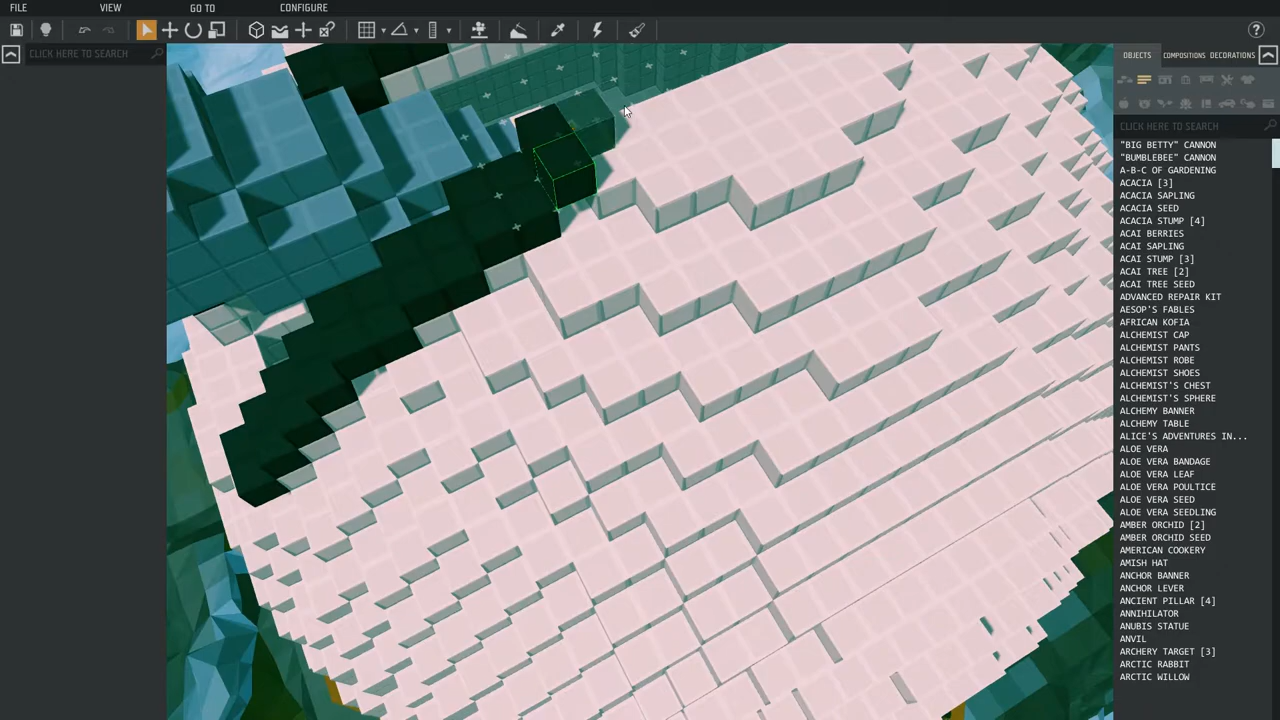 FILE VIEW GO TO CONFIGURE
CLICK HERE TO SEARCH
OBJECTS COMPOSITIONS DECORATIONS
CLICK HERE TO SEARCH
"BIG BETTY" CANNON
"BUMBLEBEE" CANNON
A-B-C OF GARDENING
ACACIA [3]
ACACIA SAPLING
ACACIA SEED
ACACIA STUMP [4]
ACAI BERRIES
ACAI SAPLING
ACAI STUMP [3]
ACAI TREE [2]
ACAI TREE SEED
ADVANCED REPAIR KIT
AESOP'S FABLES
AFRICAN KOFIA
ALCHEMIST CAP
ALCHEMIST PANTS
ALCHEMIST ROBE
ALCHEMIST SHOES
ALCHEMIST'S CHEST
ALCHEMIST'S SPHERE
ALCHEMY BANNER
ALCHEMY TABLE
ALICE'S ADVENTURES IN...
ALOE VERA
ALOE VERA BANDAGE
ALOE VERA LEAF
ALOE VERA POULTICE
ALOE VERA SEED
ALOE VERA SEEDLING
AMBER ORCHID [2]
AMBER ORCHID SEED
AMERICAN COOKERY
AMISH HAT
ANCHOR BANNER
ANCHOR LEVER
ANCIENT PILLAR [4]
ANNIHILATOR
ANUBIS STATUE
ANVIL
ARCHERY TARGET [3]
ARCTIC RABBIT
ARCTIC WILLOW